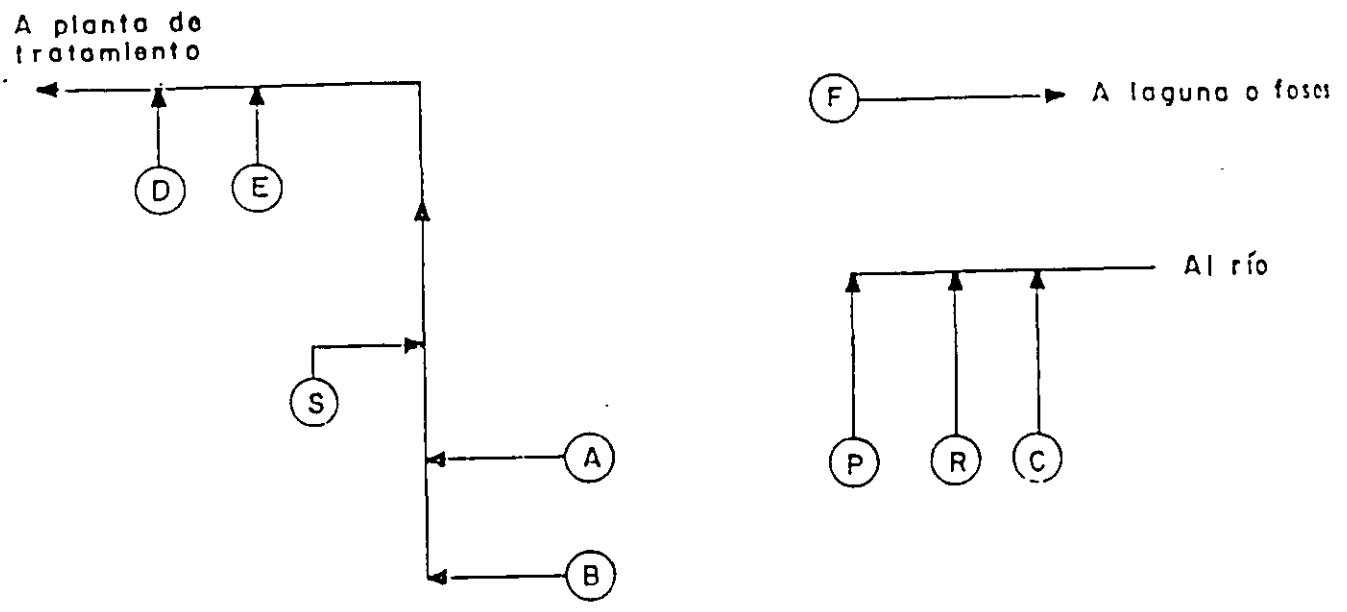 A planta de
tratamiento
F
A laguna o fosas
D
E
Al río
S
A
P
R
C
B